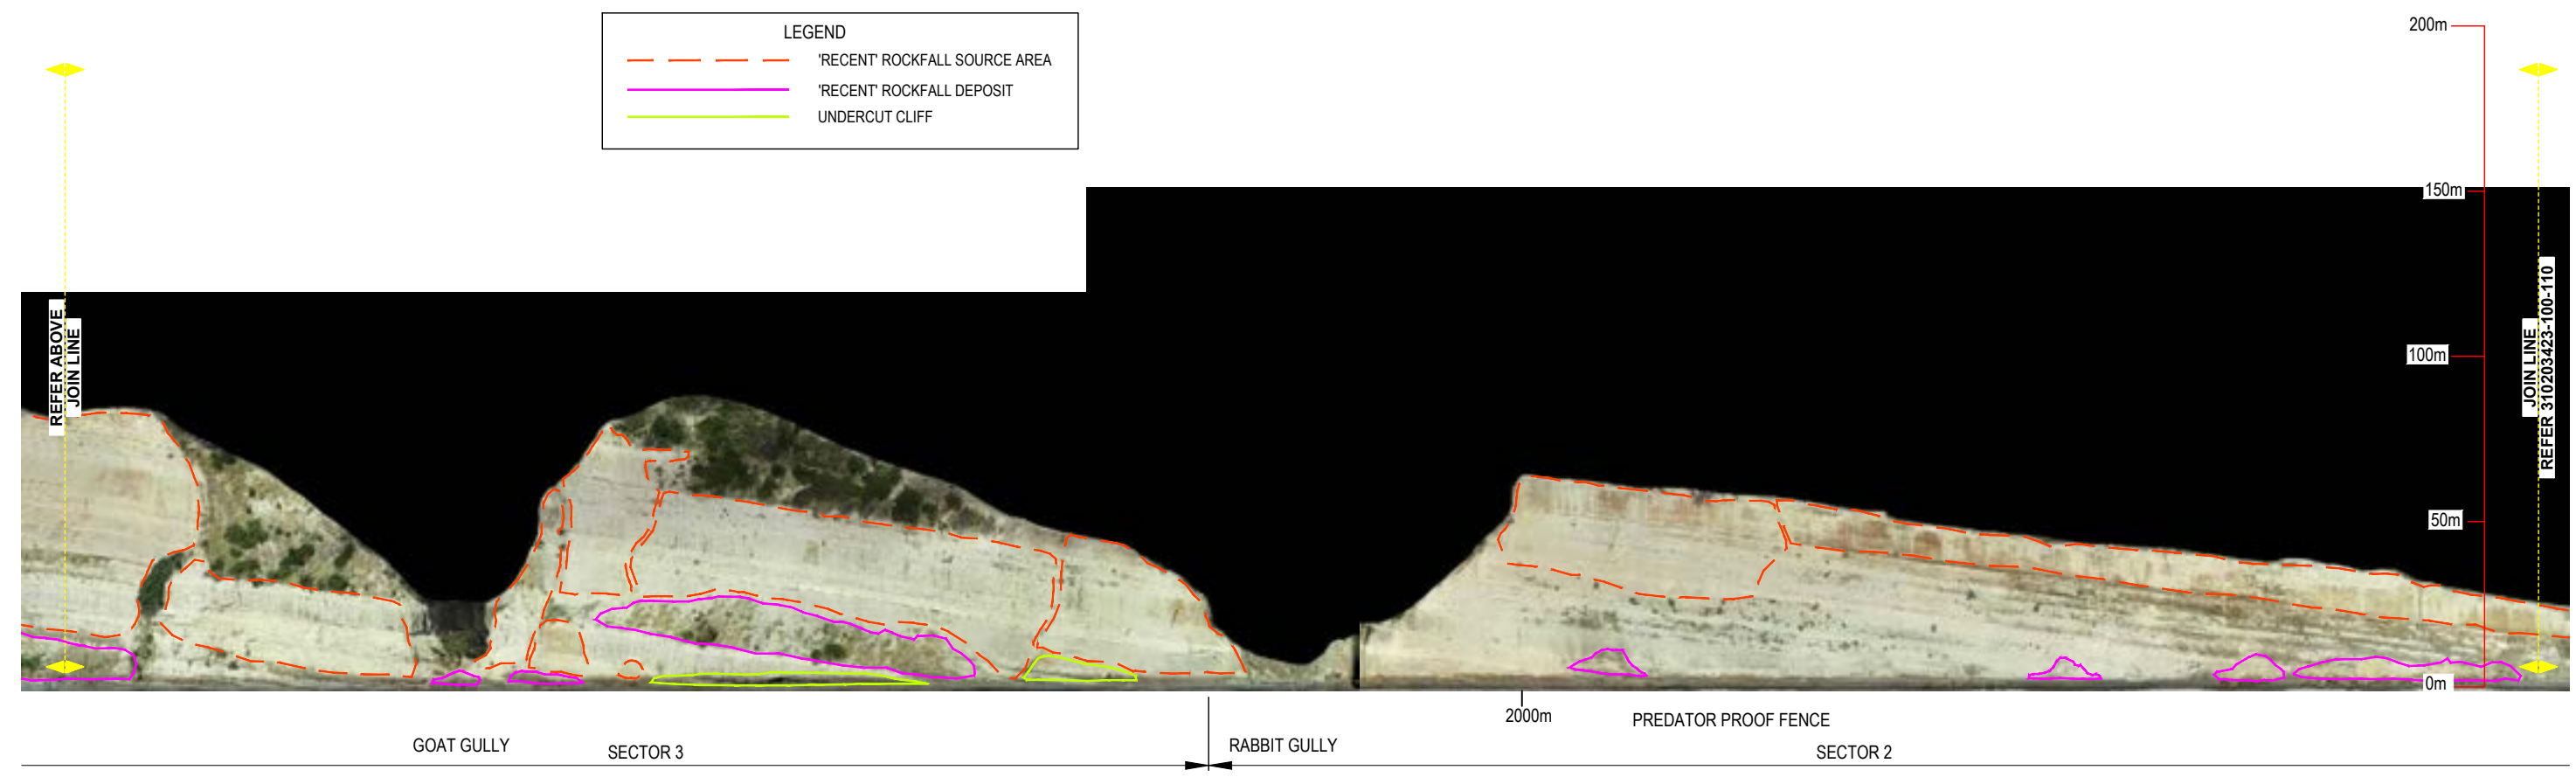 LEGEND
'RECENT' ROCKFALL SOURCE AREA
'RECENT' ROCKFALL DEPOSIT
UNDERCUT CLIFF
200m
150m
100m
50m
0m
REFER ABOVE
JOIN LINE
JOIN LINE
REFER 310203423-100-110
2000m
PREDATOR PROOF FENCE
GOAT GULLY
SECTOR 3
RABBIT GULLY
SECTOR 2